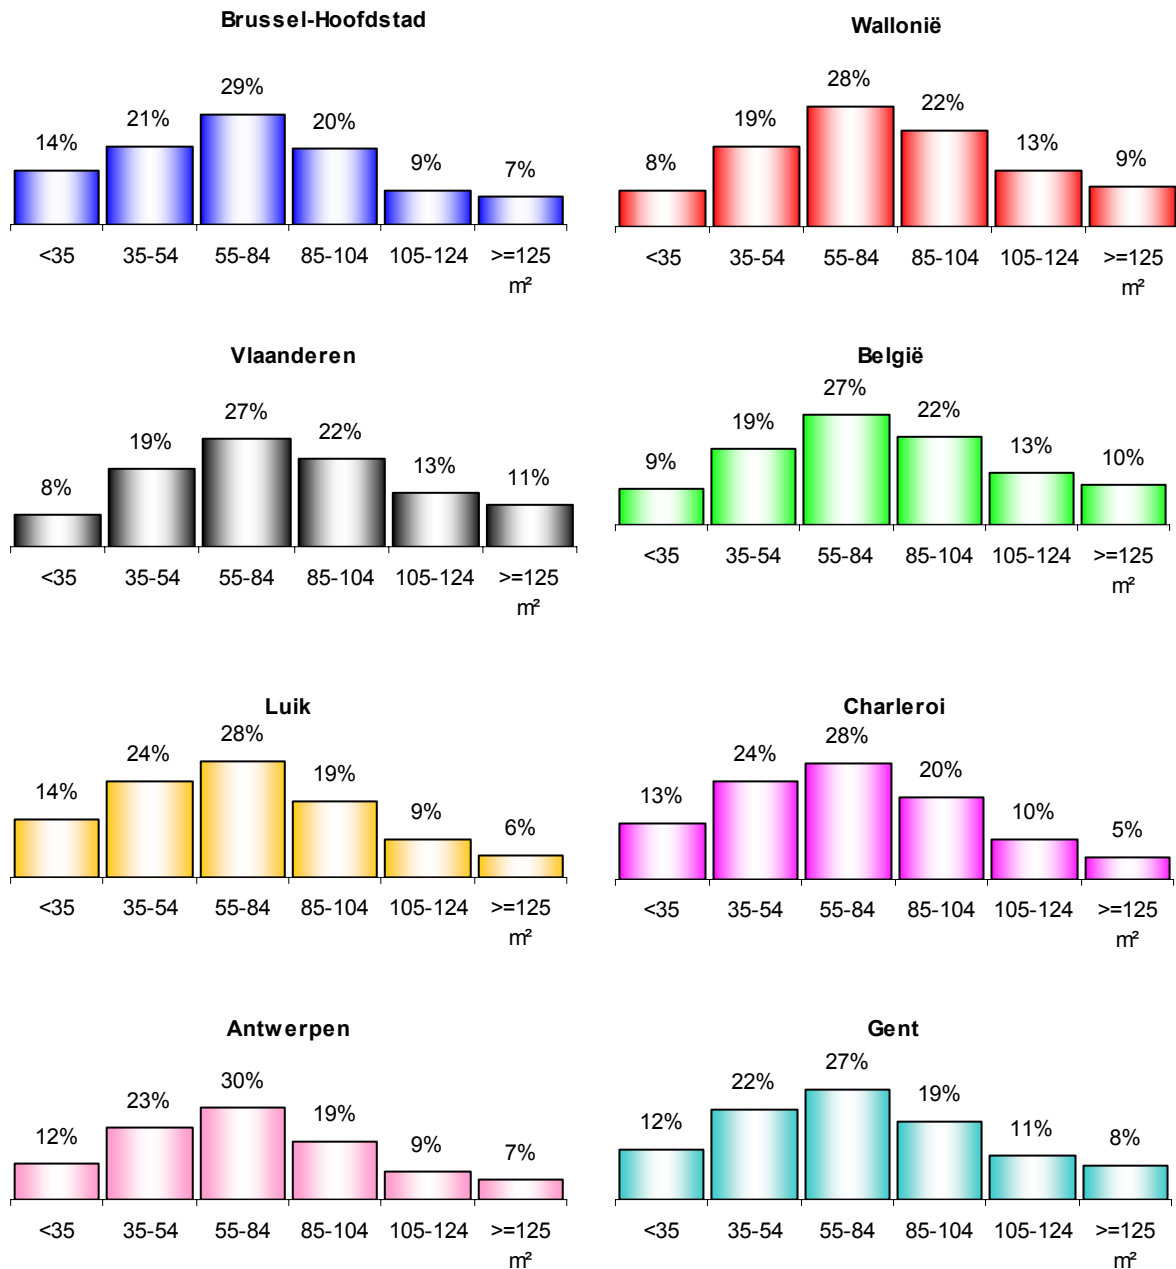 Brussel-Hoofdstad
14% 21% 29% 20% 9% 7%
<35 35-54 55-84 85-104 105-124 >=125
m²
Wallonië
8% 19% 28% 22% 13% 9%
<35 35-54 55-84 85-104 105-124 >=125
m²
Vlaanderen
8% 19% 27% 22% 13% 11%
<35 35-54 55-84 85-104 105-124 >=125
m²
België
9% 19% 27% 22% 13% 10%
<35 35-54 55-84 85-104 105-124 >=125
m²
Luik
14% 24% 28% 19% 9% 6%
<35 35-54 55-84 85-104 105-124 >=125
m²
Charleroi
13% 24% 28% 20% 10% 5%
<35 35-54 55-84 85-104 105-124 >=125
m²
Antwerpen
12% 23% 30% 19% 9% 7%
<35 35-54 55-84 85-104 105-124 >=125
m²
Gent
12% 22% 27% 19% 11% 8%
<35 35-54 55-84 85-104 105-124 >=125
m²